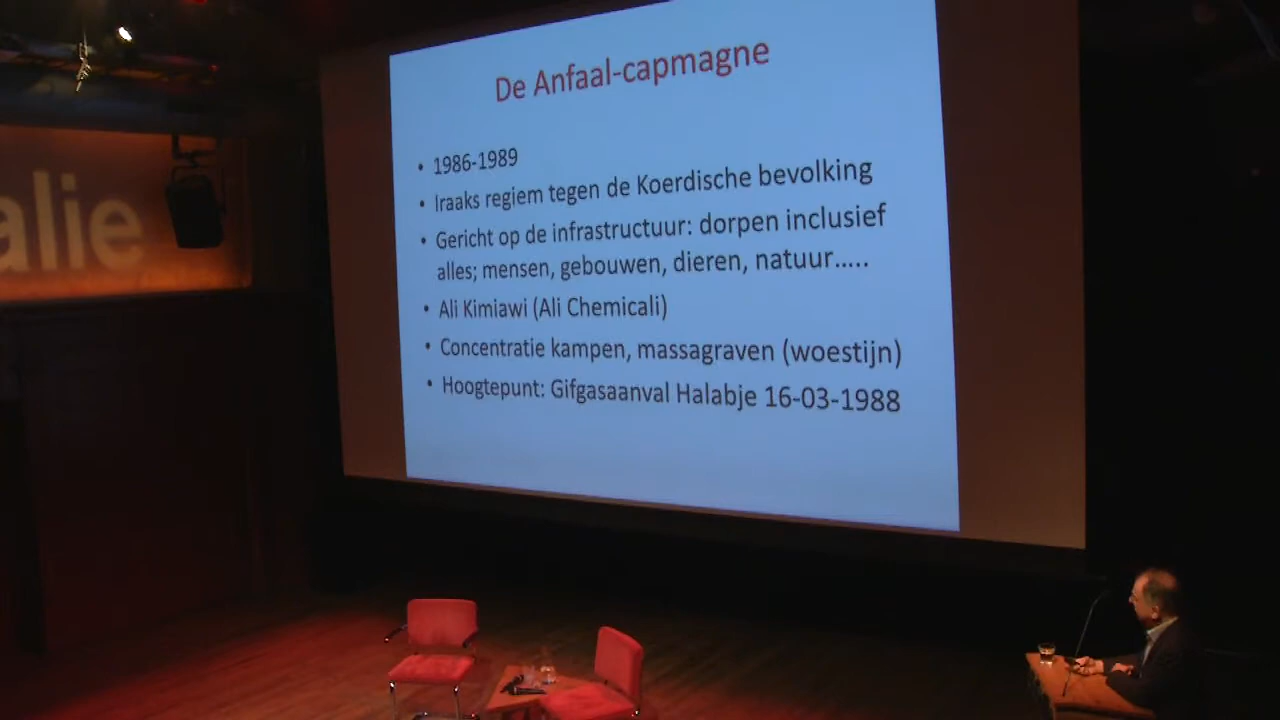 alie
De Anfaal-capmagne
• 1986-1989
• Iraaks regiem tegen de Koerdische bevolking
• Gericht op de infrastructuur: dorpen inclusief
alles; mensen, gebouwen, dieren, natuur.....
• Ali Kimiawi (Ali Chemicali)
• Concentratie kampen, massagraven (woestijn)
• Hoogtepunt: Gifgasaanval Halabje 16-03-1988